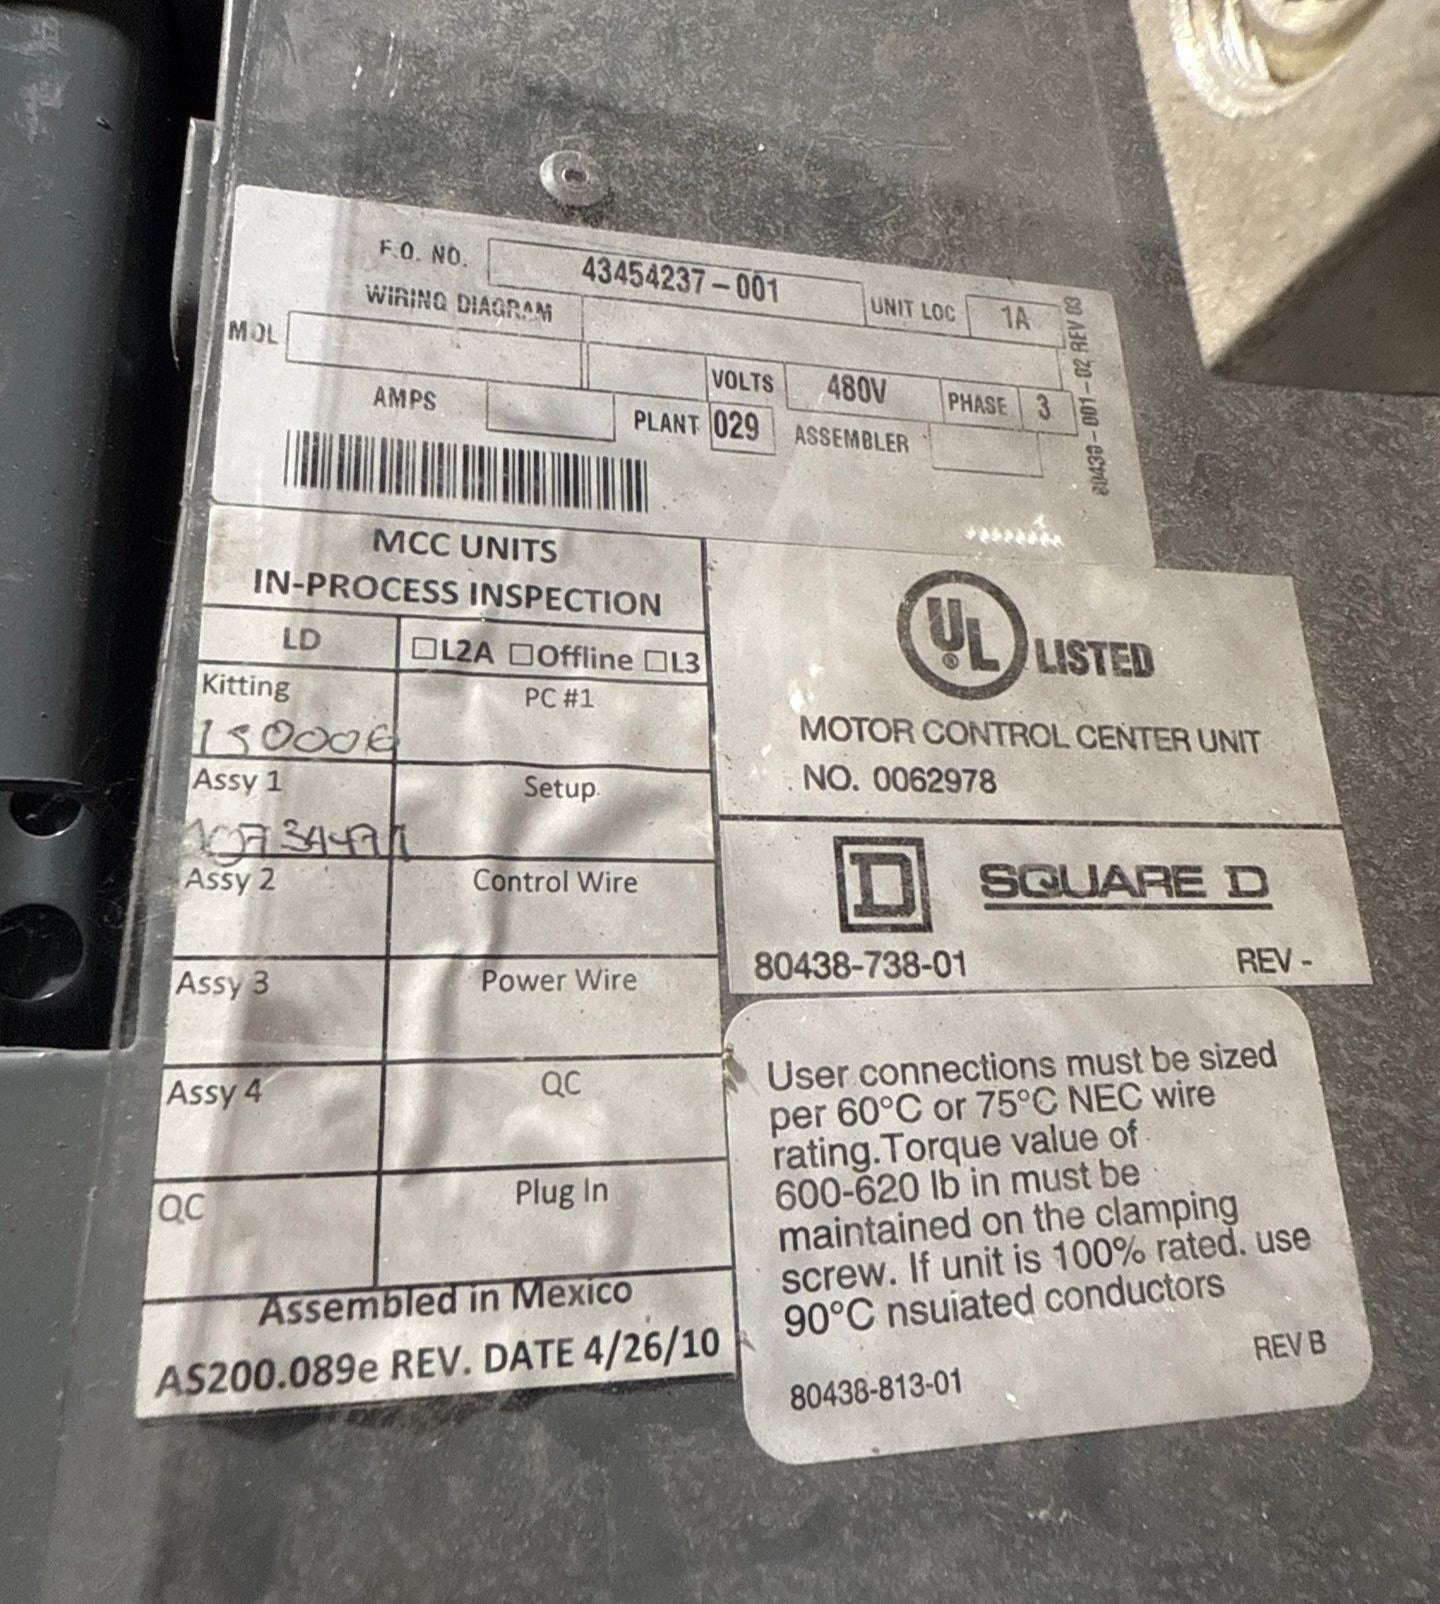 F.O. NO. 43454237-001 UNIT LOC 1A
WIRING DIAGRAM
MOL
VOLTS 480V PHASE 3
AMPS PLANT 029 ASSEMBLER
80430-001-02 REV 03
MCC UNITS
IN-PROCESS INSPECTION
LD ☐L2A ☐Offline ☐L3
Kitting PC #1
Assy 1 Setup
Assy 2 Control Wire
Assy 3 Power Wire
Assy 4 QC
QC Plug In
Assembled in Mexico
AS200.089e REV. DATE 4/26/10
UL ® LISTED
MOTOR CONTROL CENTER UNIT
NO. 0062978
D SQUARE D
80438-738-01 REV -
User connections must be sized
per 60°C or 75°C NEC wire
rating.Torque value of
600-620 lb in must be
maintained on the clamping
screw. If unit is 100% rated. use
90°C nsuiated conductors
REV B
80438-813-01